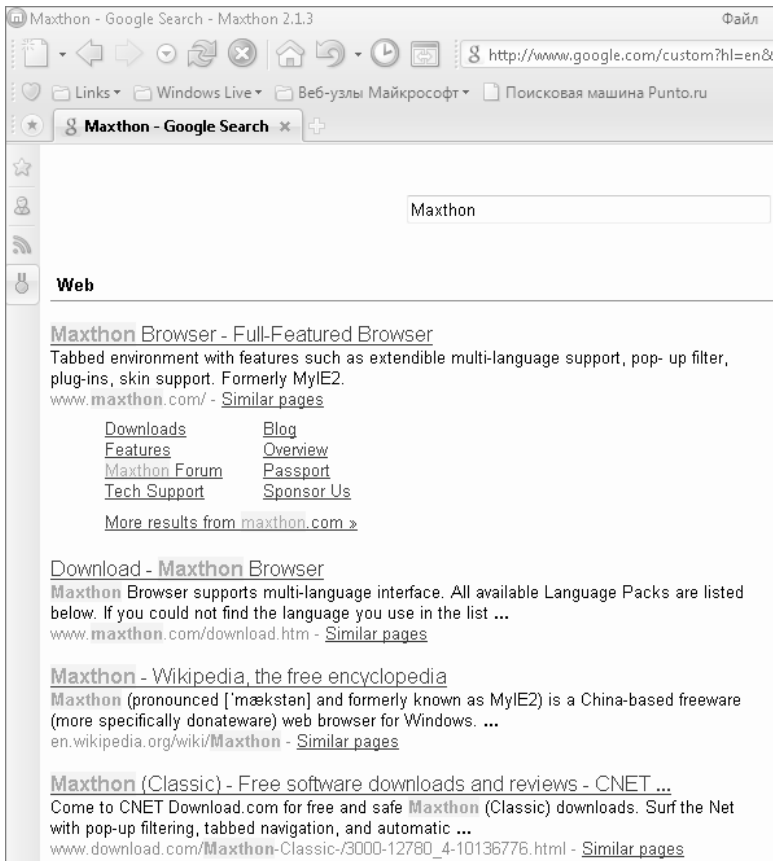 Maxthon - Google Search - Maxthon 2.1.3 Файл
8 http://www.google.com/custom?hl=en&
Links Windows Live Веб-узлы Майкрософт Поисковая машина Punto.ru
8 Maxthon - Google Search
Maxthon
Web
Maxthon Browser - Full-Featured Browser
Tabbed environment with features such as extendible multi-language support, pop- up filter,
plug-ins, skin support. Formerly MyIE2.
www.maxthon.com/ - Similar pages
Downloads Blog
Features Overview
Maxthon Forum Passport
Tech Support Sponsor Us
More results from maxthon.com »
Download - Maxthon Browser
Maxthon Browser supports multi-language interface. All available Language Packs are listed
below. If you could not find the language you use in the list ...
www.maxthon.com/download.htm - Similar pages
Maxthon - Wikipedia, the free encyclopedia
Maxthon (pronounced ['mækstən] and formerly known as MyIE2) is a China-based freeware
(more specifically donateware) web browser for Windows. ...
en.wikipedia.org/wiki/Maxthon - Similar pages
Maxthon (Classic) - Free software downloads and reviews - CNET ...
Come to CNET Download.com for free and safe Maxthon (Classic) downloads. Surf the Net
with pop-up filtering, tabbed navigation, and automatic ...
www.download.com/Maxthon-Classic-/3000-12780_4-10136776.html - Similar pages